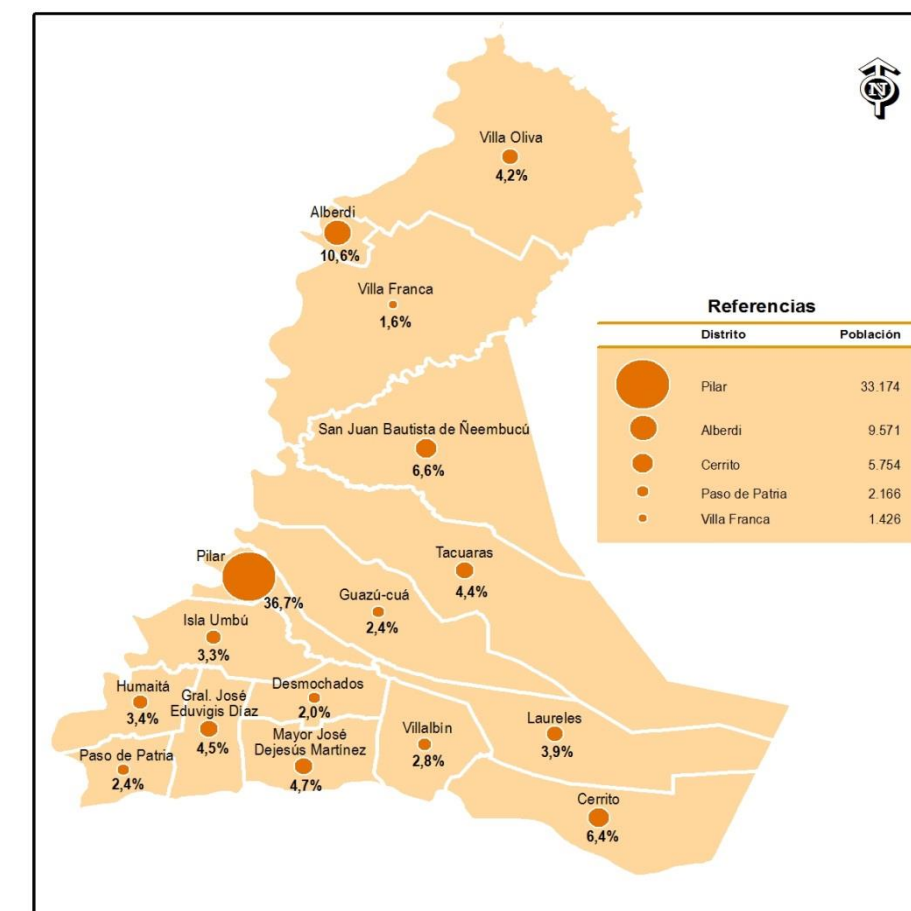 N
Villa Oliva
4,2%
Alberdi
10,6%
Villa Franca
1,6%
Referencias
Distrito Población
Pilar 33.174
Alberdi 9.571
Cerrito 5.754
Paso de Patria 2.166
Villa Franca 1.426
San Juan Bautista de Ñeembucú
6,6%
Pilar
36,7%
Tacuaras
4,4%
Guazú-cuá
2,4%
Isla Umbú
3,3%
Humaitá
3,4%
Gral. José
Eduvigis Díaz
4,5%
Desmochados
2,0%
Mayor José
Dejesús Martínez
4,7%
Villalbín
2,8%
Laureles
3,9%
Paso de Patria
2,4%
Cerrito
6,4%